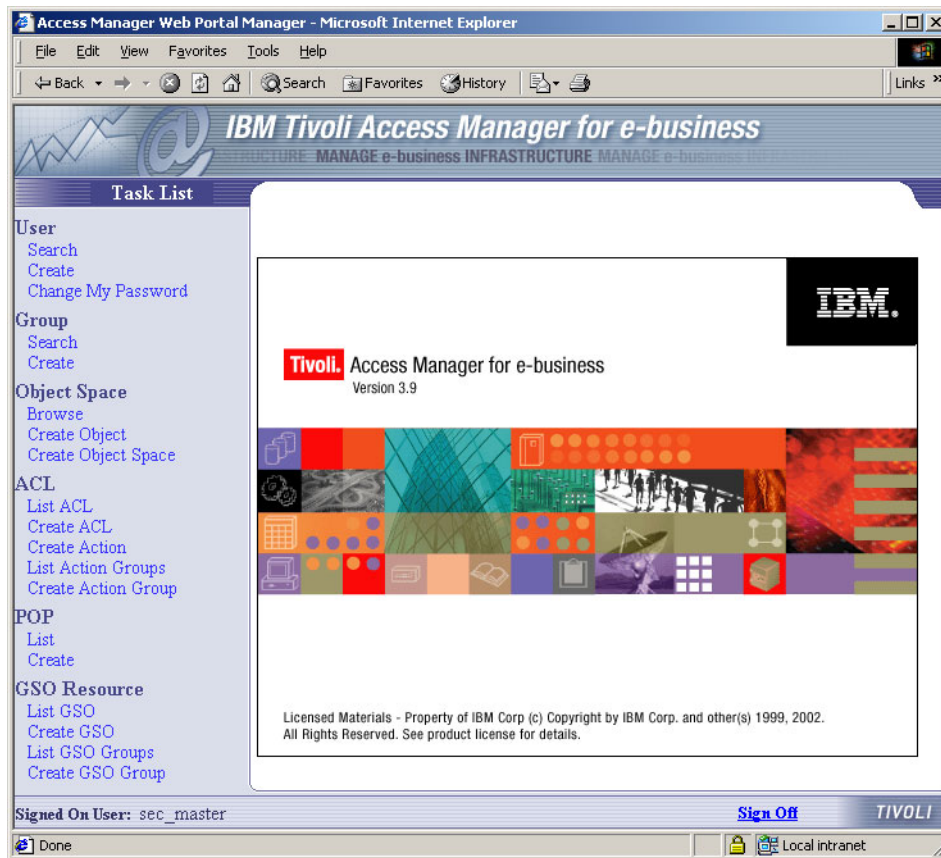 Access Manager Web Portal Manager - Microsoft Internet Explorer
File Edit View Favorites Tools Help
Back Search Favorites History Links »
IBM Tivoli Access Manager for e-business
MANAGE e-business INFRASTRUCTURE MANAGE e-business
Task List
User
Search
Create
Change My Password
Group
Search
Create
Object Space
Browse
Create Object
Create Object Space
ACL
List ACL
Create ACL
Create Action
List Action Groups
Create Action Group
POP
List
Create
GSO Resource
List GSO
Create GSO
List GSO Groups
Create GSO Group
IBM.
Tivoli. Access Manager for e-business
Version 3.9
Licensed Materials - Property of IBM Corp (c) Copyright by IBM Corp. and other(s) 1999, 2002.
All Rights Reserved. See product license for details.
Signed On User: sec_master Sign Off TIVOLI
Done Local intranet